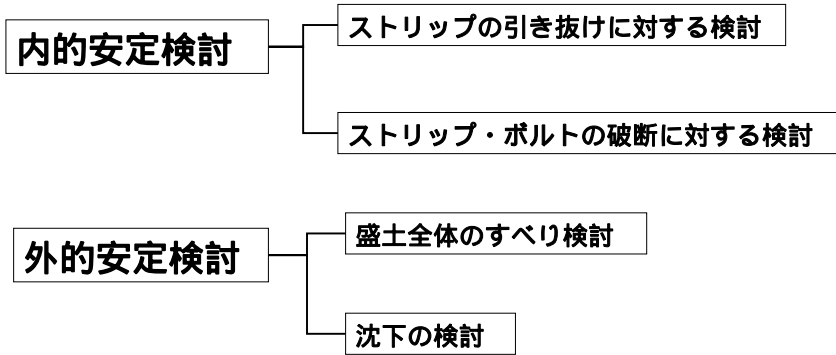 内的安定検討
ストリップの引き抜けに対する検討
ストリップ・ボルトの破断に対する検討
外的安定検討
盛土全体のすべり検討
沈下の検討